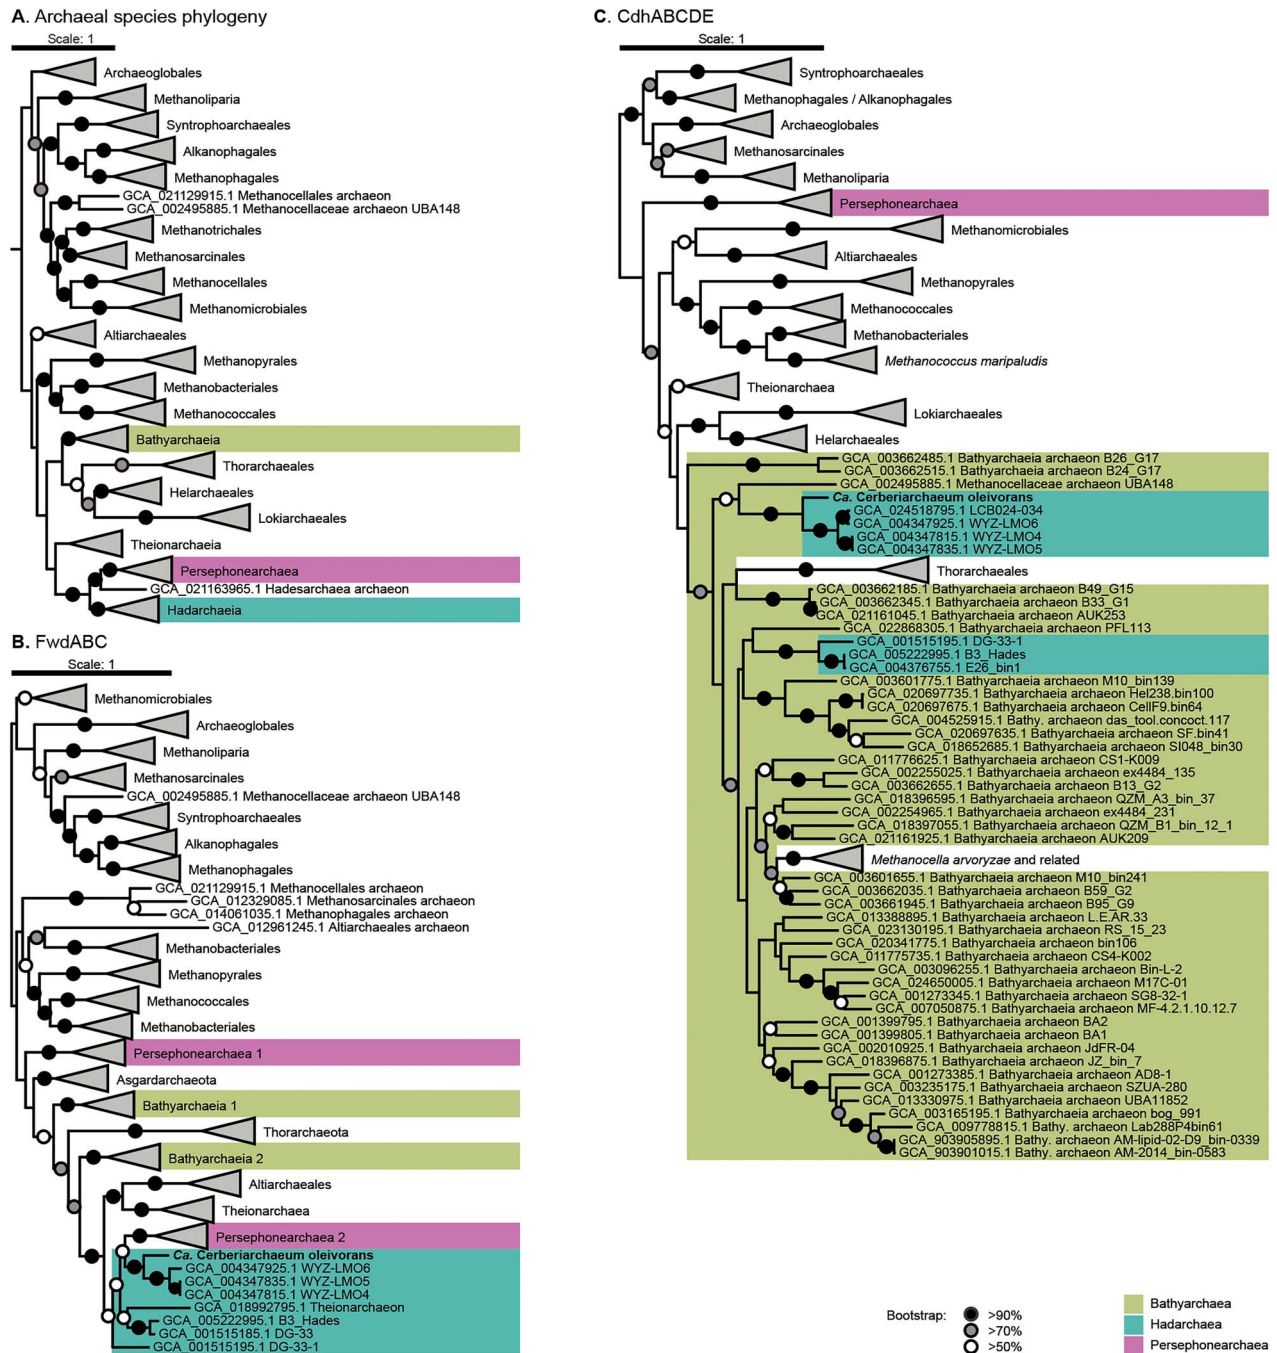 A. Archaeal species phylogeny
Scale: 1
Archaeoglobales
Methanoliparia
Syntrophoarchaeales
Alkanophagales
Methanophagales
GCA_021129915.1 Methanocellales archaeon
GCA_002495885.1 Methanocellaceae archaeon UBA148
Methanotrichales
Methanosarcinales
Methanocellales
Methanomicrobiales
Altiarchaeales
Methanopyrales
Methanobacteriales
Methanococcales
Bathyarchaeia
Thorarchaeales
Helarchaeales
Lokiarchaeales
Theionarchaeia
Persephonearchaea
GCA_021163965.1 Hadesarchaea archaeon
Hadarchaeia
B. FwdABC
Scale: 1
Methanomicrobiales
Archaeoglobales
Methanoliparia
Methanosarcinales
GCA_002495885.1 Methanocellaceae archaeon UBA148
Syntrophoarchaeales
Alkanophagales
Methanophagales
GCA_021129915.1 Methanocellales archaeon
GCA_012329085.1 Methanosarcinales archaeon
GCA_014061035.1 Methanophagales archaeon
GCA_012961245.1 Altiarchaeales archaeon
Methanobacteriales
Methanopyrales
Methanococcales
Methanobacteriales
Persephonearchaea 1
Asgardarchaeota
Bathyarchaeia 1
Thorarchaeota
Bathyarchaeia 2
Altiarchaeales
Theionarchaea
Persephonearchaea 2
Ca. Cerberiarchaeum oleivorans
GCA_004347925.1 WYZ-LMO6
GCA_004347835.1 WYZ-LMO5
GCA_004347815.1 WYZ-LMO4
GCA_018992795.1 Theionarchaeon
GCA_005222995.1 B3_Hades
GCA_001515185.1 DG-33
GCA_001515195.1 DG-33-1
C. CdhABCDE
Scale: 1
Syntrophoarchaeales
Methanophagales / Alkanophagales
Archaeoglobales
Methanosarcinales
Methanoliparia
Persephonearchaea
Methanomicrobiales
Altiarchaeales
Methanopyrales
Methanococcales
Methanobacteriales
Methanococcus maripaludis
Theionarchaea
Lokiarchaeales
Helarchaeales
GCA_003662485.1 Bathyarchaeia archaeon B26_G17
GCA_003662515.1 Bathyarchaeia archaeon B24_G17
GCA_002495885.1 Methanocellaceae archaeon UBA148
Ca. Cerberiarchaeum oleivorans
GCA_024518795.1 LCB024-034
GCA_004347925.1 WYZ-LMO6
GCA_004347815.1 WYZ-LMO4
GCA_004347835.1 WYZ-LMO5
Thorarchaeales
GCA_003662185.1 Bathyarchaeia archaeon B49_G15
GCA_003662345.1 Bathyarchaeia archaeon B33_G1
GCA_021161045.1 Bathyarchaeia archaeon AUK253
GCA_022868305.1 Bathyarchaeia archaeon PFL113
GCA_001515195.1 DG-33-1
GCA_005222995.1 B3_Hades
GCA_004376755.1 E26_bin1
GCA_003601775.1 Bathyarchaeia archaeon M10_bin139
GCA_020697735.1 Bathyarchaeia archaeon Hel238.bin100
GCA_020697675.1 Bathyarchaeia archaeon CellF9.bin64
GCA_004525915.1 Bathy. archaeon das_tool.concoct.117
GCA_020697635.1 Bathyarchaeia archaeon SF.bin41
GCA_018652685.1 Bathyarchaeia archaeon SI048_bin30
GCA_011776625.1 Bathyarchaeia archaeon CS1-K009
GCA_002255025.1 Bathyarchaeia archaeon ex4484_135
GCA_003662655.1 Bathyarchaeia archaeon B13_G2
GCA_018396595.1 Bathyarchaeia archaeon QZM_A3_bin_37
GCA_002254965.1 Bathyarchaeia archaeon ex4484_231
GCA_018397055.1 Bathyarchaeia archaeon QZM_B1_bin_12_1
GCA_021161925.1 Bathyarchaeia archaeon AUK209
Methanocella arvoryzae and related
GCA_003601655.1 Bathyarchaeia archaeon M10_bin241
GCA_003662035.1 Bathyarchaeia archaeon B59_G2
GCA_003661945.1 Bathyarchaeia archaeon B95_G9
GCA_013388895.1 Bathyarchaeia archaeon L.E.AR.33
GCA_023130195.1 Bathyarchaeia archaeon RS_15_23
GCA_020341775.1 Bathyarchaeia archaeon bin106
GCA_011775735.1 Bathyarchaeia archaeon CS4-K002
GCA_003096255.1 Bathyarchaeia archaeon Bin-L-2
GCA_024650005.1 Bathyarchaeia archaeon M17C-01
GCA_001273345.1 Bathyarchaeia archaeon SG8-32-1
GCA_007050875.1 Bathyarchaeia archaeon MF-4.2.1.10.12.7
GCA_001399795.1 Bathyarchaeia archaeon BA2
GCA_001399805.1 Bathyarchaeia archaeon BA1
GCA_002010925.1 Bathyarchaeia archaeon JdFR-04
GCA_018396875.1 Bathyarchaeia archaeon JZ_bin_7
GCA_001273385.1 Bathyarchaeia archaeon AD8-1
GCA_003235175.1 Bathyarchaeia archaeon SZUA-280
GCA_013330975.1 Bathyarchaeia archaeon UBA11852
GCA_003165195.1 Bathyarchaeia archaeon bog_991
GCA_009778815.1 Bathy. archaeon Lab288P4bin61
GCA_903905895.1 Bathy. archaeon AM-lipid-02-D9_bin-0339
GCA_903901015.1 Bathy. archaeon AM-2014_bin-0583
Bootstrap:
>90%
>70%
>50%
Bathyarchaea
Hadarchaea
Persephonearchaea